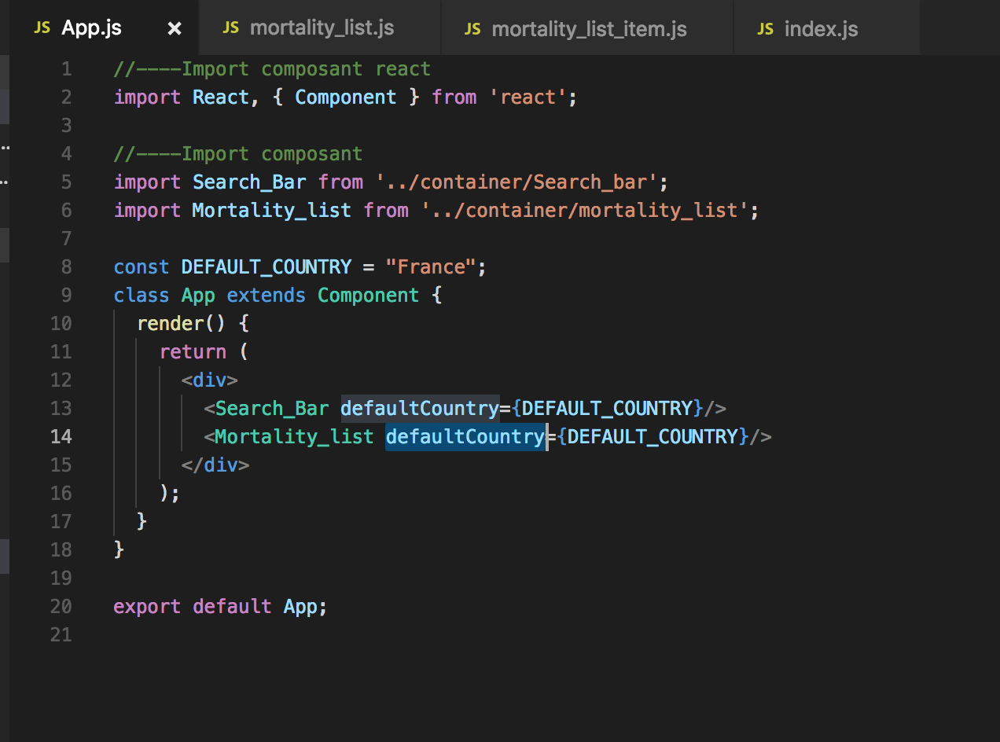 JS App.js × JS mortality_list.js JS mortality_list_item.js JS index.js
1 //----Import composant react
2 import React, { Component } from 'react';
3
4 //----Import composant
5 import Search_Bar from '../container/Search_bar';
6 import Mortality_list from '../container/mortality_list';
7
8 const DEFAULT_COUNTRY = "France";
9 class App extends Component {
10 render() {
11 return (
12 <div>
13 <Search_Bar defaultCountry={DEFAULT_COUNTRY}/>
14 <Mortality_list defaultCountry={DEFAULT_COUNTRY}/>
15 </div>
16 );
17 }
18 }
19
20 export default App;
21